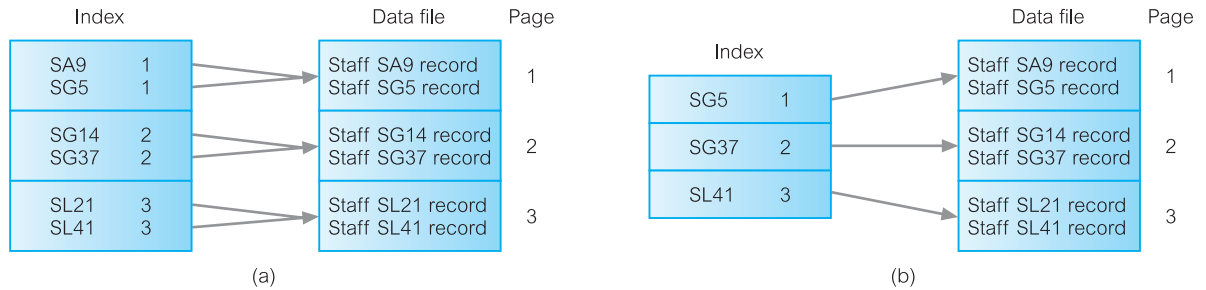 Index Data file Page
SA9 1 Staff SA9 record
SG5 1 Staff SG5 record
1
SG14 2 Staff SG14 record
SG37 2 Staff SG37 record
2
SL21 3 Staff SL21 record
SL41 3 Staff SL41 record
3
(a)
Data file Page
Index
SG5 1
SG37 2
SL41 3
Staff SA9 record
Staff SG5 record
1
Staff SG14 record
Staff SG37 record
2
Staff SL21 record
Staff SL41 record
3
(b)